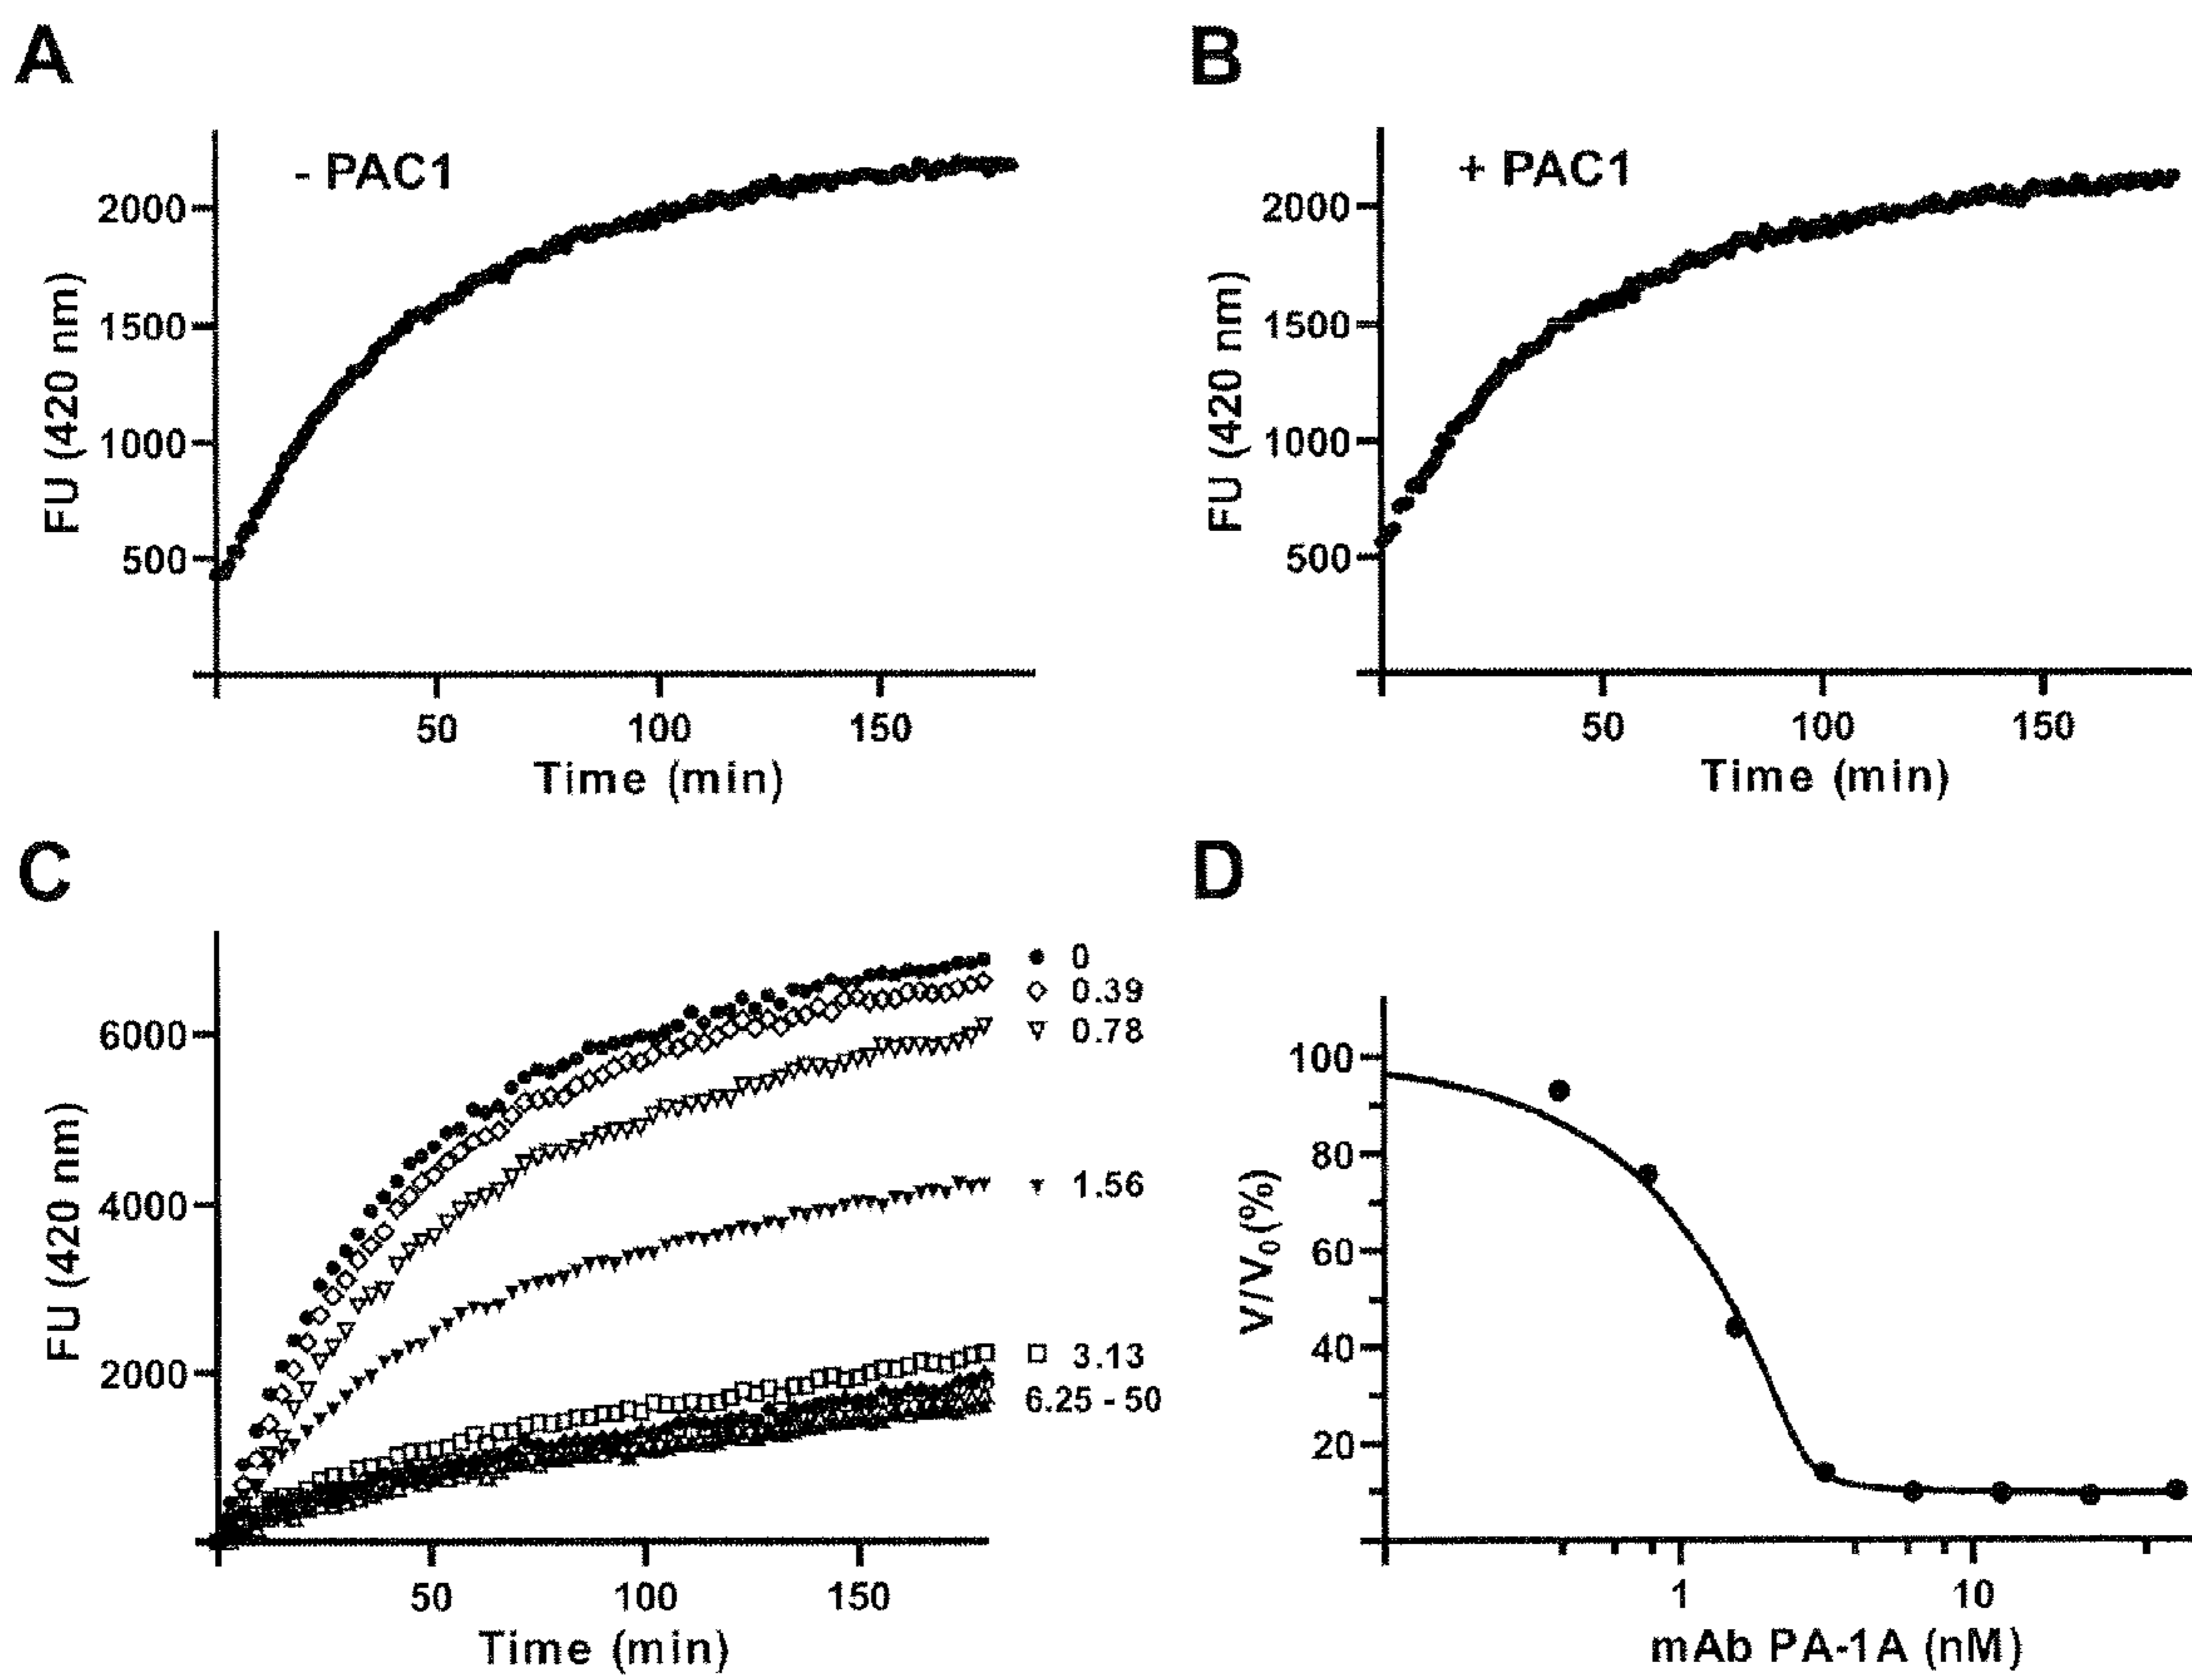 A
- PAC1
2000
1500
1000
500
FU (420 nm)
50 100 150
Time (min)
B
+ PAC1
2000
1500
1000
500
FU (420 nm)
50 100 150
Time (min)
C
6000
4000
2000
FU (420 nm)
0
0.39
0.78
1.56
3.13
6.25 - 50
50 100 150
Time (min)
D
100
80
60
40
20
V/V0 (%)
1 10
mAb PA-1A (nM)